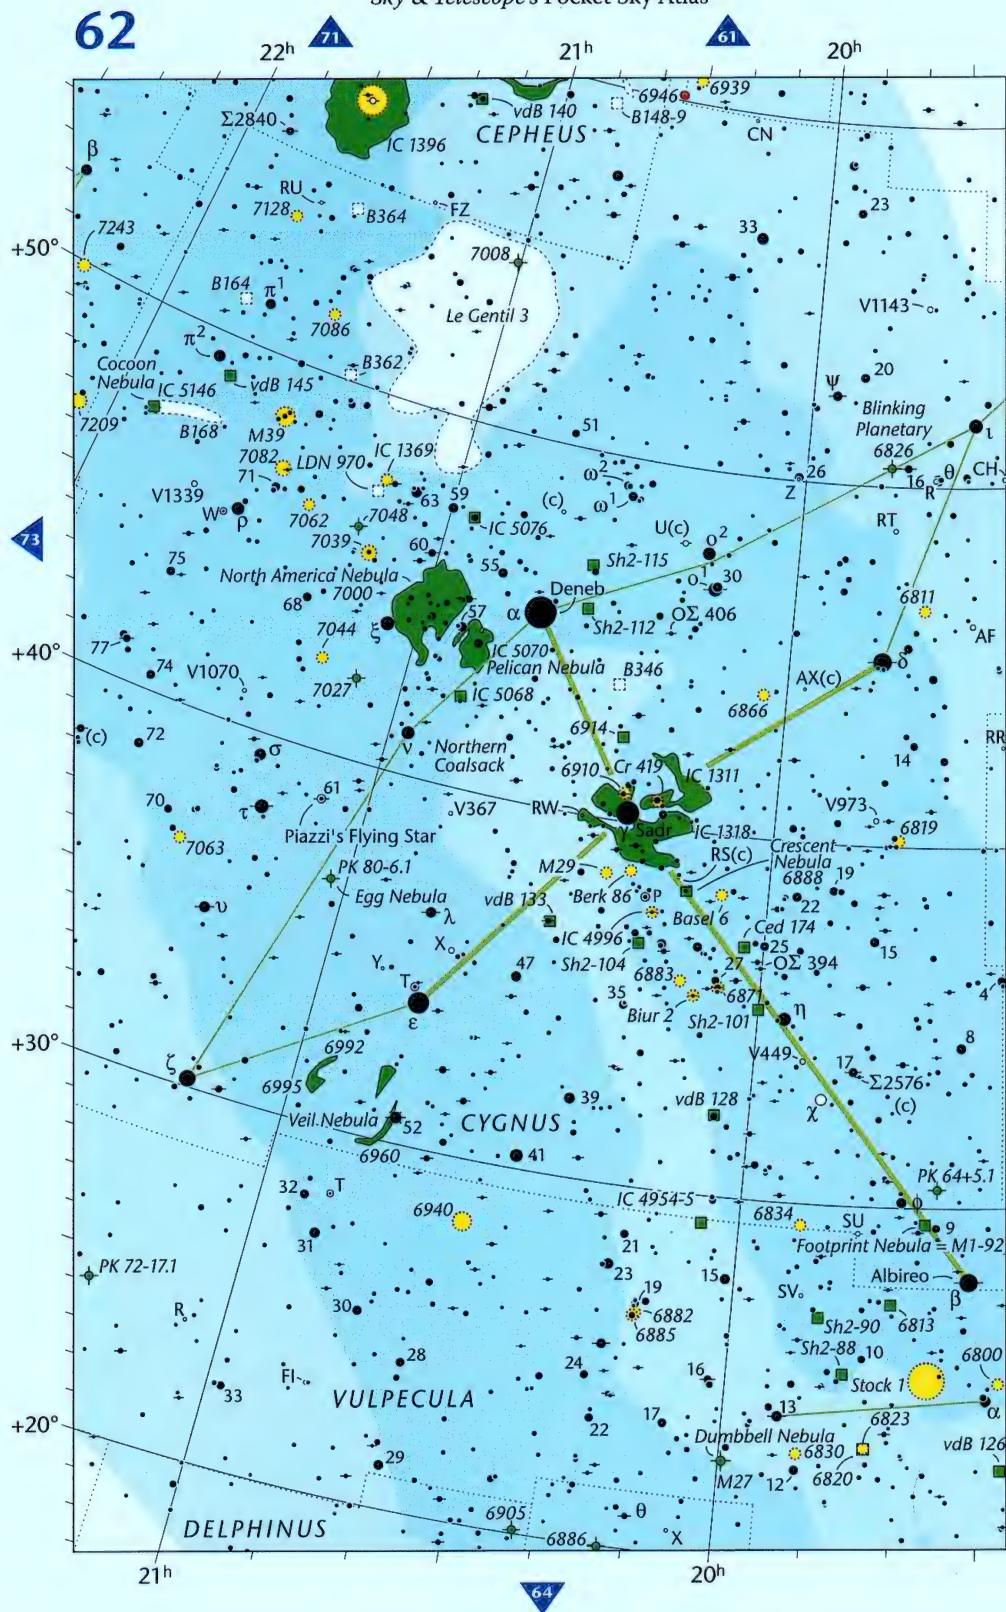 Sky & Telescope's Pocket Sky Atlas
62
71
61
22h
21h
20h
6946
6939
vdB 140
B148-9
CN
Σ2840
IC 1396
CEPHEUS
β
RU
7128
B364
FZ
23
33
7243
+50°
7008
B164
π1
V1143
Le Gentil 3
7086
π2
Cocoon
Nebula
IC 5146
vdB 145
B362
20
ψ
Blinking
Planetary
6826
7209
B168
M39
51
ι
7082
LDN 970
IC 1369
ω2
26
16
θ
CH
71
V1339
63
59
(c)
ω1
Z
R
W
ρ
7062
7048
IC 5076
U(c)
o2
RT
73
7039
60
Sh2-115
75
North America Nebula
7000
55
Deneb
o1
30
6811
68
57
α
OΣ 406
Sh2-112
77
7044
ξ
IC 5070
Pelican Nebula
AF
δ
74
V1070
7027
IC 5068
B346
AX(c)
+40°
6866
(c)
72
ν
Northern
Coalsack
6914
RR
σ
14
6910
Cr 419
IC 1311
70
61
RW
V973
τ
V367
γ
Sadr
IC 1318
6819
Piazzi's Flying Star
Crescent
Nebula
6888
7063
RS(c)
M29
19
PK 80-6.1
Egg Nebula
vdB 133
Berk 86
P
Basel 6
22
υ
λ
Ced 174
IC 4996
25
15
X
Sh2-104
OΣ 394
Y
47
6883
27
6871
4
T
35
Biur 2
Sh2-101
η
ε
+30°
ζ
6992
V449
8
6995
17
Σ2576
39
vdB 128
χ
(c)
Veil Nebula
52
CYGNUS
6960
41
PK 64+5.1
32
T
IC 4954-5
φ
6940
6834
SU
9
31
21
Footprint Nebula = M1-92
PK 72-17.1
23
15
Albireo
R
19
SV
β
30
6882
6885
Sh2-90
6813
Sh2-88
10
28
24
6800
FI
16
Stock 1
33
VULPECULA
α
+20°
13
22
17
6823
Dumbbell Nebula
6830
vdB 126
29
M27
12
6820
θ
6905
DELPHINUS
6886
X
21h
20h
64